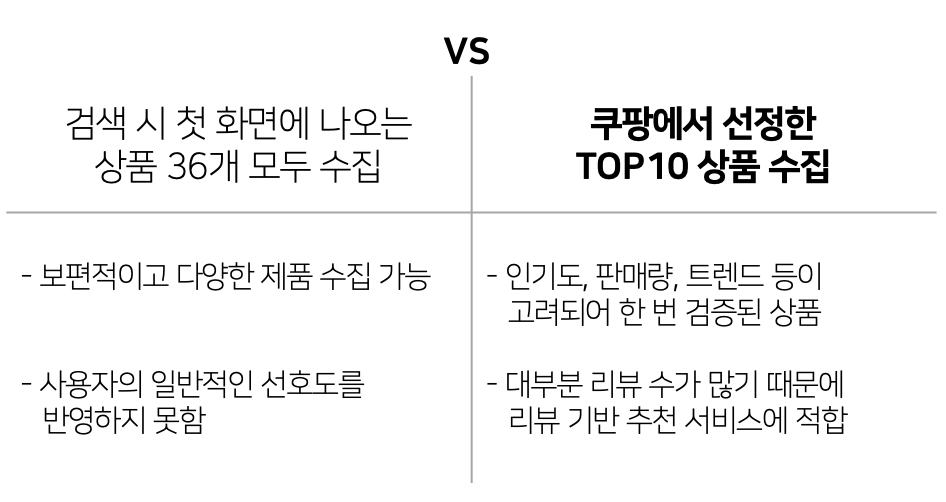 VS
검색 시 첫 화면에 나오는
상품 36개 모두 수집
쿠팡에서 선정한
TOP10 상품 수집
- 보편적이고 다양한 제품 수집 가능
- 사용자의 일반적인 선호도를
반영하지 못함
- 인기도, 판매량, 트렌드 등이
고려되어 한 번 검증된 상품
- 대부분 리뷰 수가 많기 때문에
리뷰 기반 추천 서비스에 적합